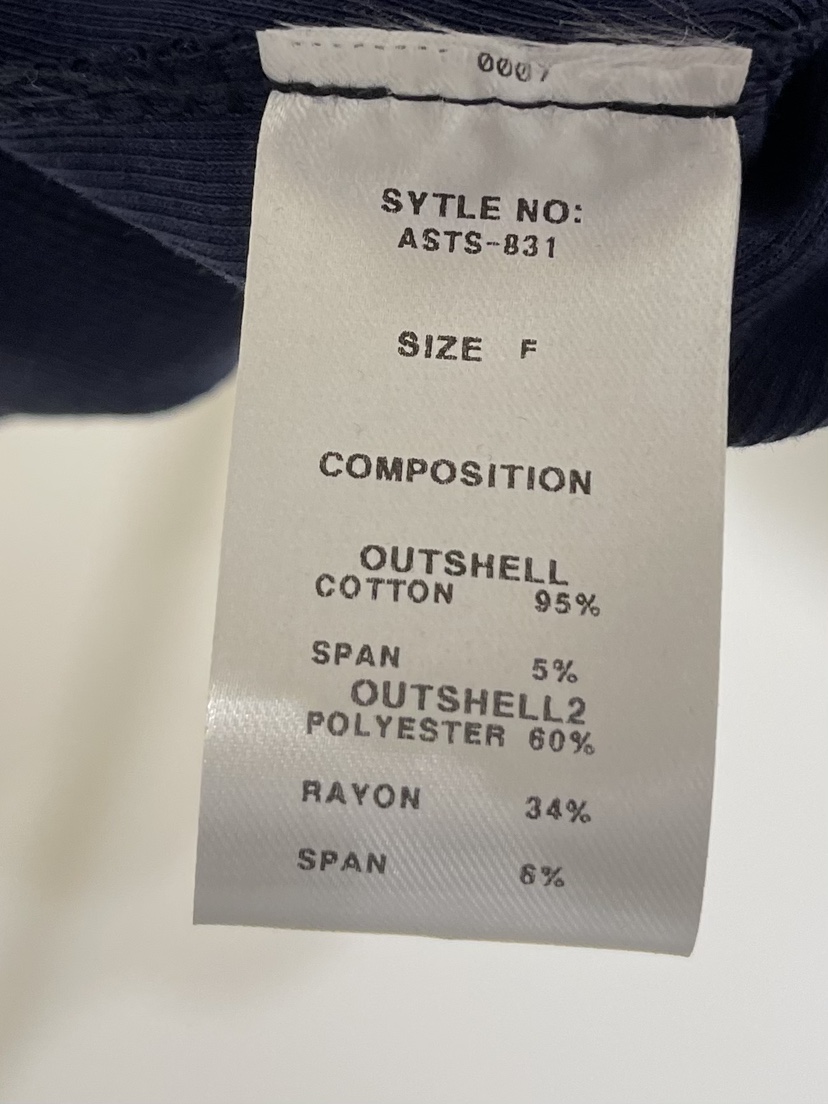 0007
SYTLE NO:
ASTS-831
SIZE F
COMPOSITION
OUTSHELL
COTTON 95%
SPAN 5%
OUTSHELL2
POLYESTER 60%
RAYON 34%
SPAN 6%